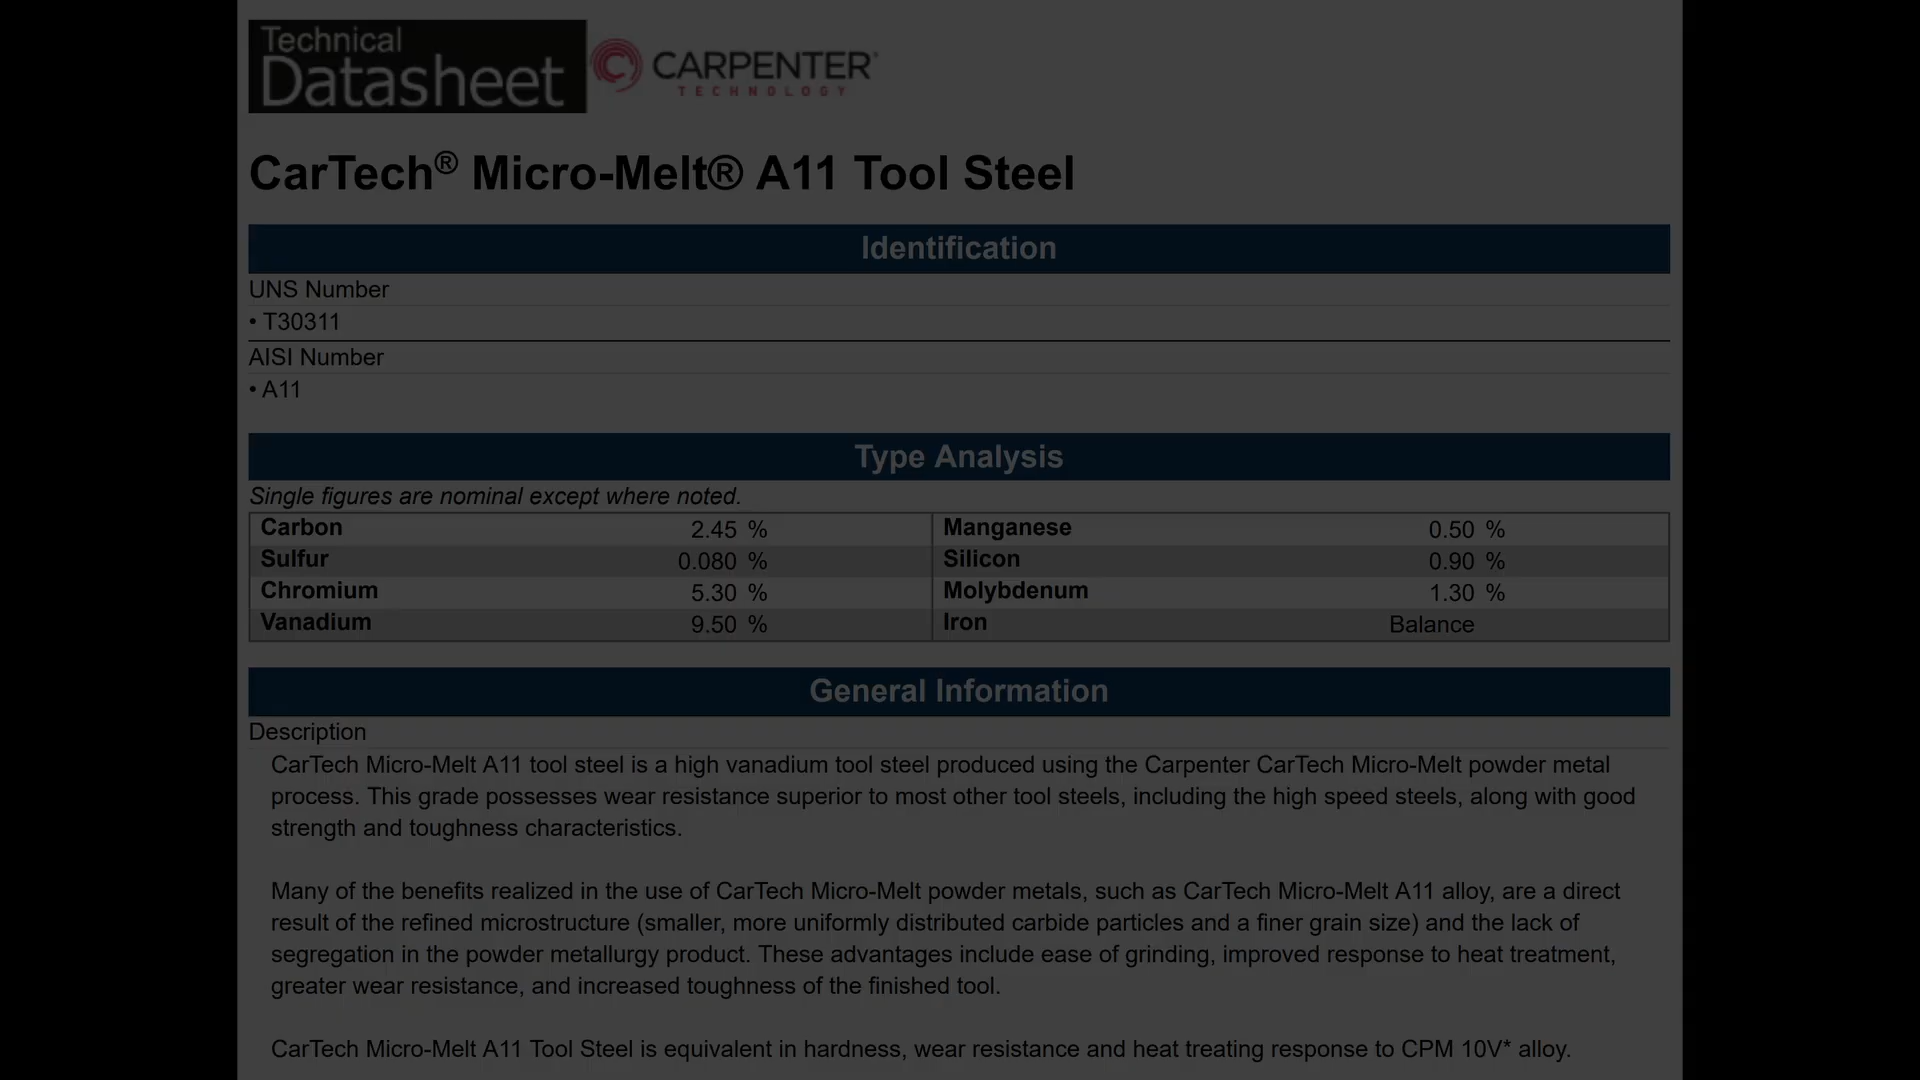 Technical
Datasheet
CARPENTER®
TECHNOLOGY
CarTech® Micro-Melt® A11 Tool Steel
Identification
UNS Number
• T30311
AISI Number
• A11
Type Analysis
Single figures are nominal except where noted.
Carbon 2.45 % Manganese 0.50 %
Sulfur 0.080 % Silicon 0.90 %
Chromium 5.30 % Molybdenum 1.30 %
Vanadium 9.50 % Iron Balance
General Information
Description
CarTech Micro-Melt A11 tool steel is a high vanadium tool steel produced using the Carpenter CarTech Micro-Melt powder metal
process. This grade possesses wear resistance superior to most other tool steels, including the high speed steels, along with good
strength and toughness characteristics.
Many of the benefits realized in the use of CarTech Micro-Melt powder metals, such as CarTech Micro-Melt A11 alloy, are a direct
result of the refined microstructure (smaller, more uniformly distributed carbide particles and a finer grain size) and the lack of
segregation in the powder metallurgy product. These advantages include ease of grinding, improved response to heat treatment,
greater wear resistance, and increased toughness of the finished tool.
CarTech Micro-Melt A11 Tool Steel is equivalent in hardness, wear resistance and heat treating response to CPM 10V* alloy.